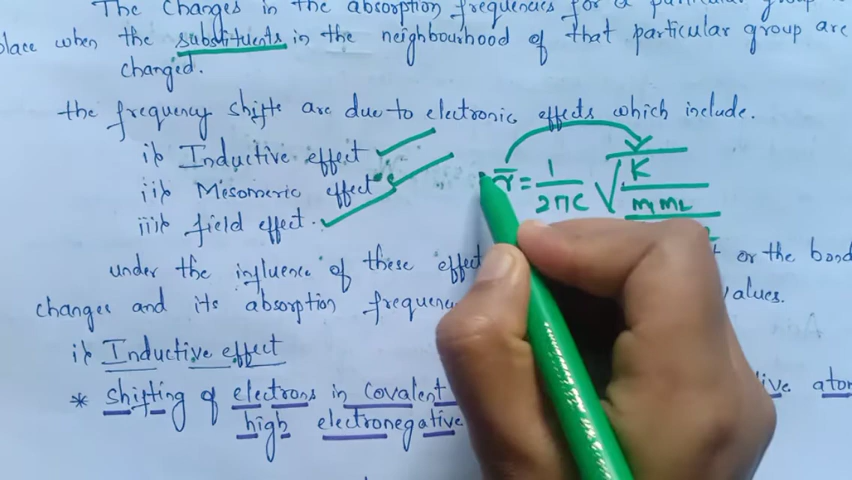 The Changes in the absorption frequencies for a particular group
place when the substituents in the neighbourhood of that particular group are
changed.
the frequency shifts are due to electronic effects which include.
i) Inductive effect
ii) Mesomeric effect
iii) field effect.
ν̄ = 1/2πc √K/m₁m₂
under the influence of these effect or the bond
changes and its absorption frequency values.
i) Inductive effect
* shifting of electrons in covalent ive atom
high electronegative